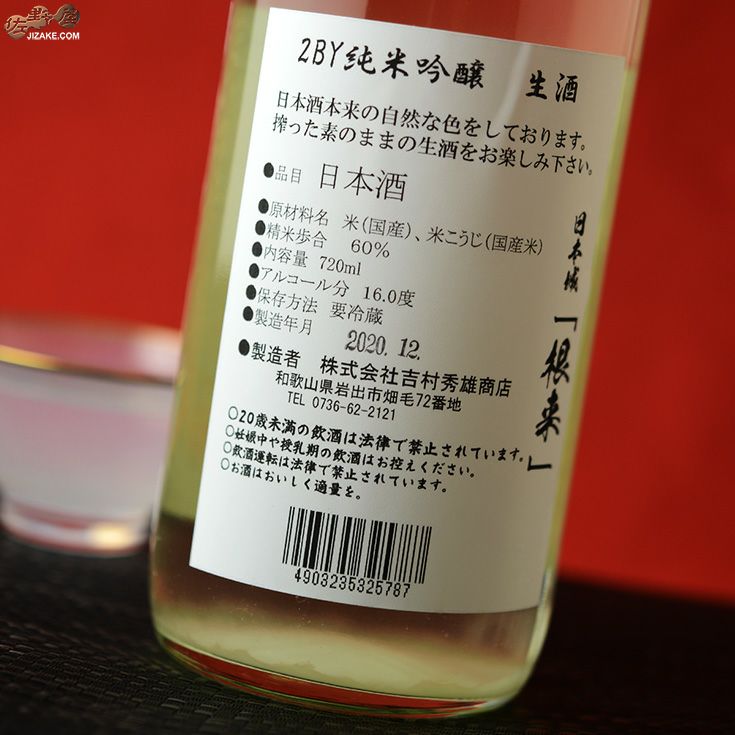 佐野屋
JIZAKE.COM
2BY純米吟醸 生酒
日本酒本来の自然な色をしております。
搾った素のままの生酒をお楽しみ下さい。
●品目 日本酒
●原材料名 米(国産)、米こうじ(国産米)
●精米歩合 60%
●内容量 720ml
●アルコール分 16.0度
●保存方法 要冷蔵
●製造年月 2020.12.
●製造者 株式会社吉村秀雄商店
和歌山県岩出市畑毛72番地
TEL 0736-62-2121
○20歳未満の飲酒は法律で禁止されています。
○妊娠中や授乳期の飲酒はお控えください。
○飲酒運転は法律で禁止されています。
○お酒はおいしく適量を。
日本城「根来」
4903235325787